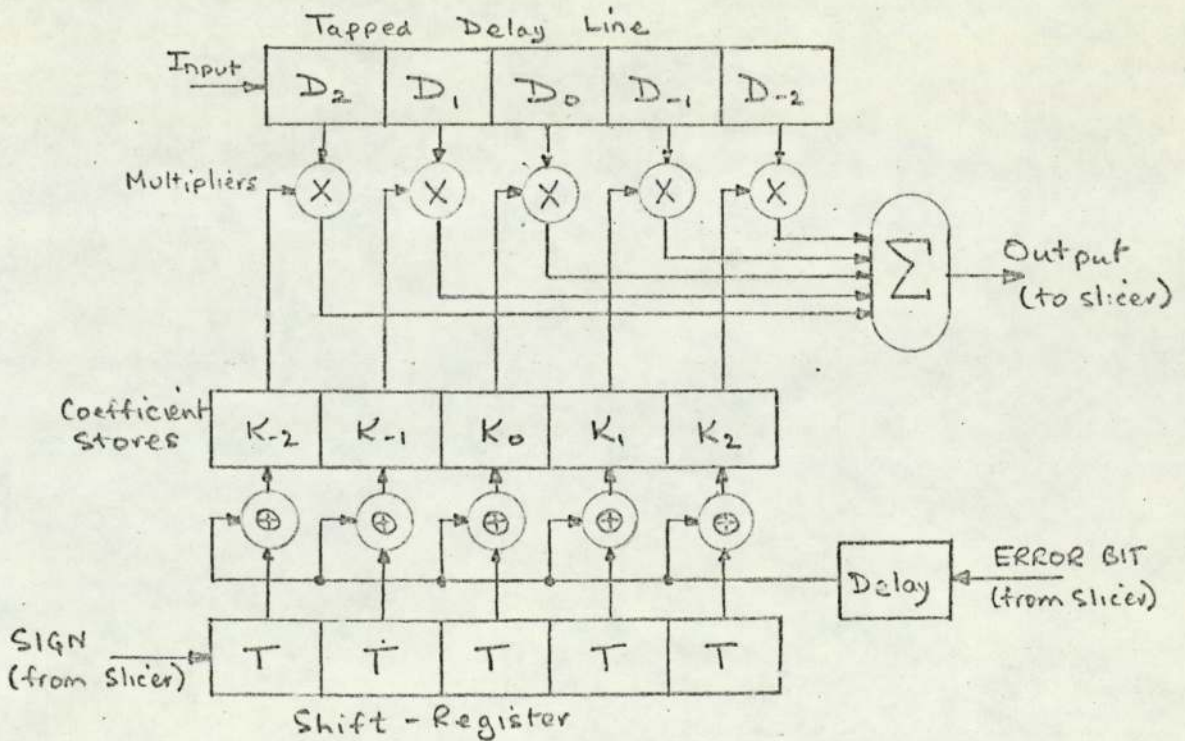 Tapped Delay Line
Input
D2 D1 D0 D-1 D-2
Multipliers
X X X X X
Σ
Output
(to slicer)
Coefficient
Stores
K-2 K-1 K0 K1 K2
⊕ ⊕ ⊕ ⊕ ⊕
Delay
ERROR BIT
(from slicer)
SIGN
(from slicer)
T T T T T
Shift-Register